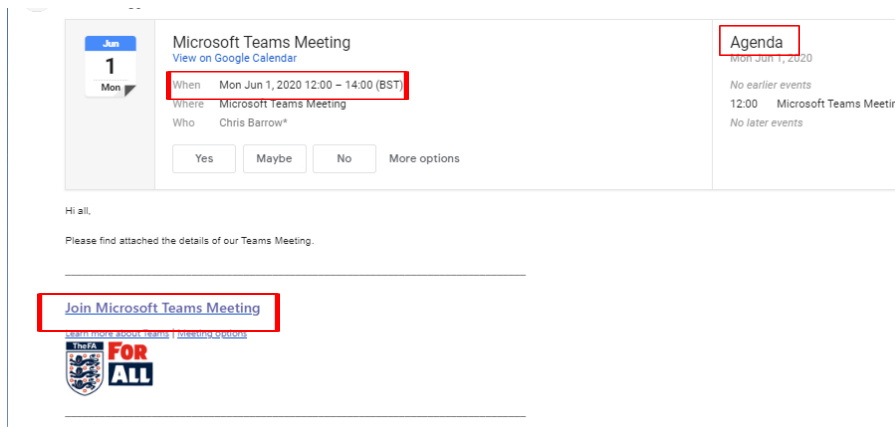 Jun
1
Mon
Microsoft Teams Meeting
View on Google Calendar
When Mon Jun 1, 2020 12:00 – 14:00 (BST)
Where Microsoft Teams Meeting
Who Chris Barrow*
Yes Maybe No More options
Agenda
Mon Jun 1, 2020
No earlier events
12:00 Microsoft Teams Meetin
No later events
Hi all,
Please find attached the details of our Teams Meeting.
Join Microsoft Teams Meeting
Learn more about Teams | Meeting options
TheFA
FOR
ALL